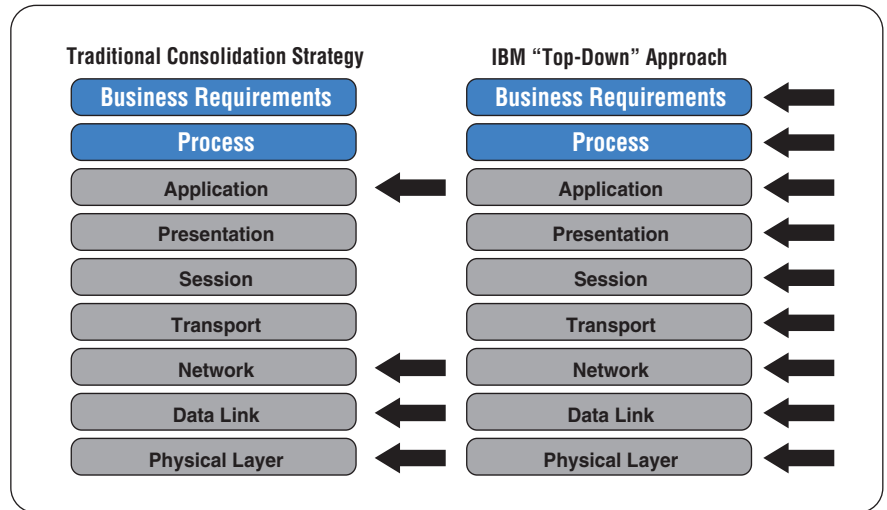 Traditional Consolidation Strategy
Business Requirements
Process
Application
Presentation
Session
Transport
Network
Data Link
Physical Layer
IBM “Top-Down” Approach
Business Requirements
Process
Application
Presentation
Session
Transport
Network
Data Link
Physical Layer